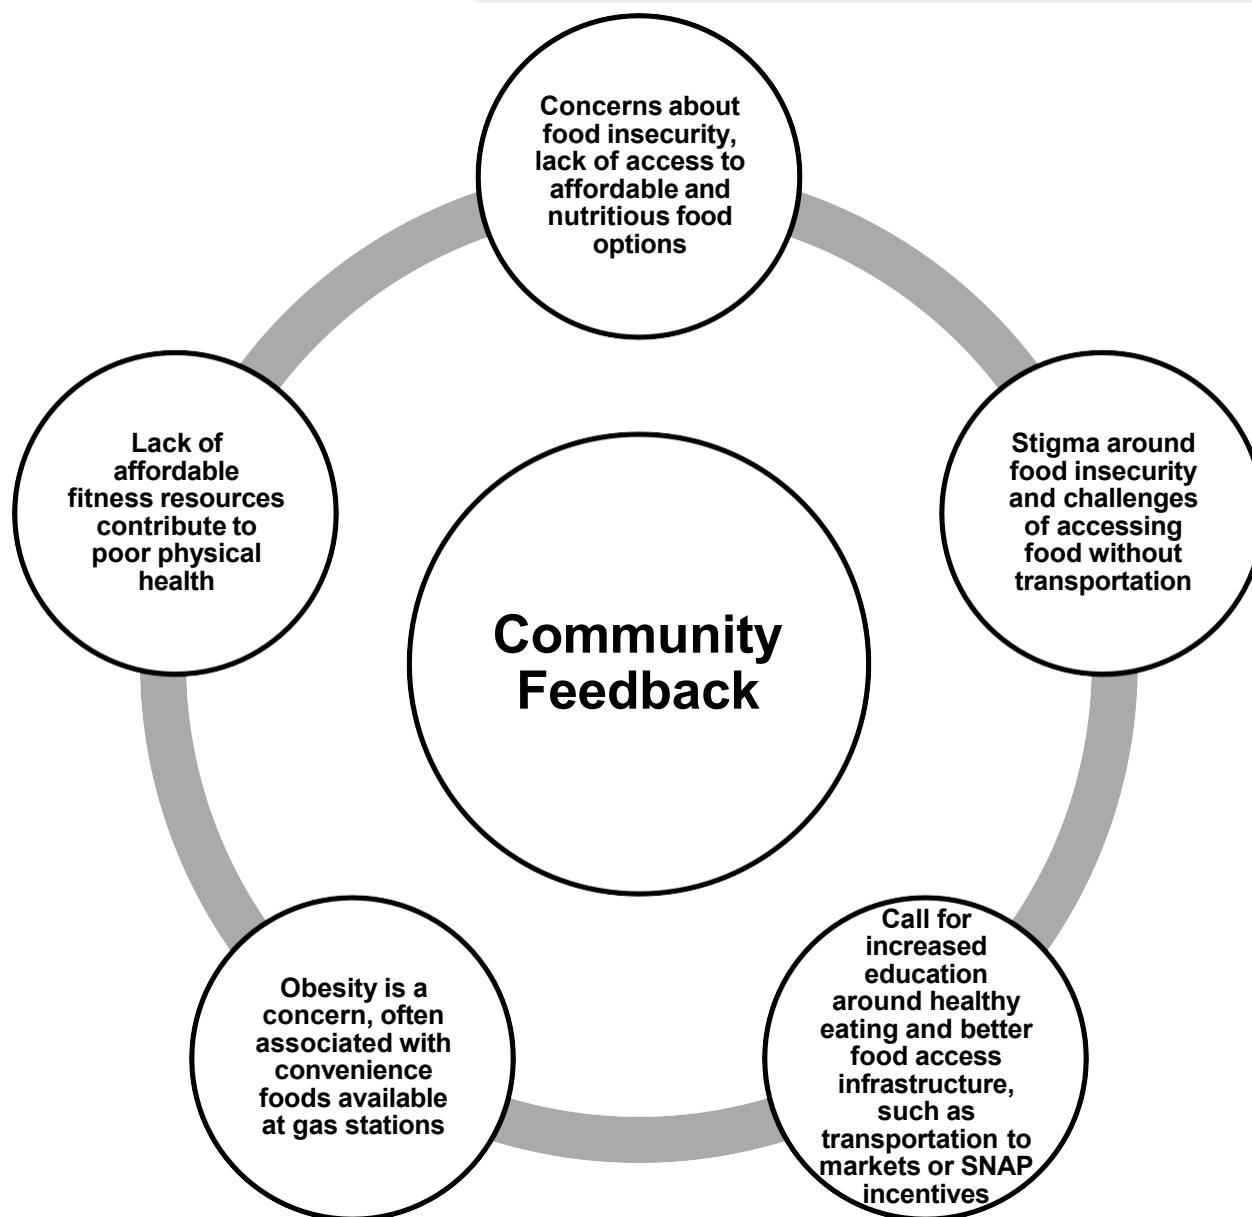 Concerns about
food insecurity,
lack of access to
affordable and
nutritious food
options
Stigma around
food insecurity
and challenges
of accessing
food without
transportation
Call for
increased
education
around healthy
eating and better
food access
infrastructure,
such as
transportation to
markets or SNAP
incentives
Obesity is a
concern, often
associated with
convenience
foods available
at gas stations
Lack of
affordable
fitness resources
contribute to
poor physical
health
Community
Feedback